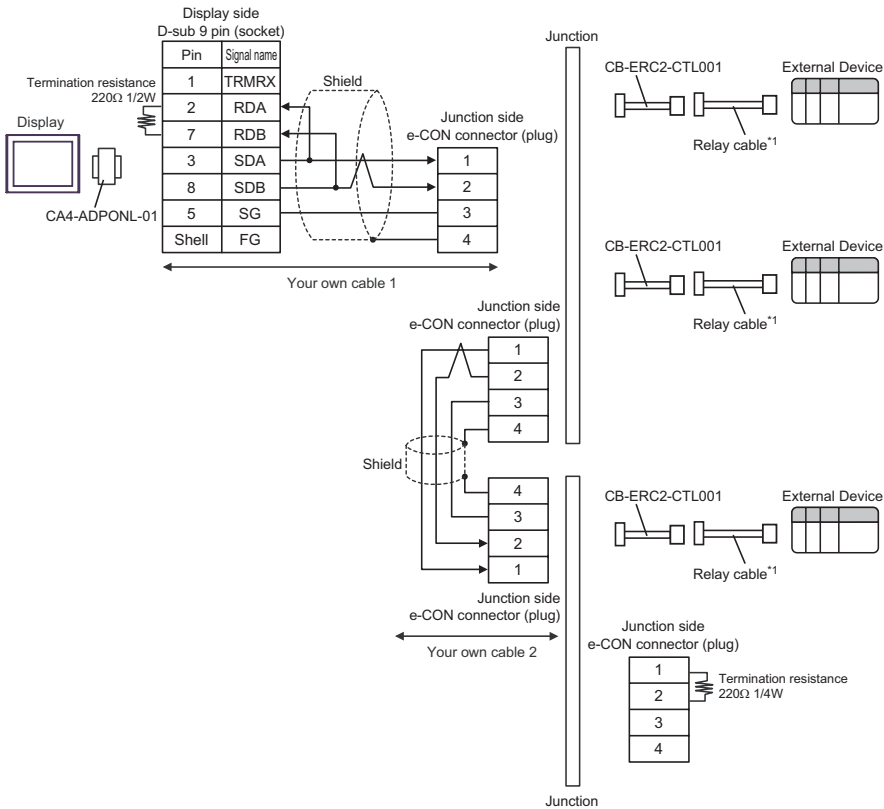 Display side
D-sub 9 pin (socket)
Pin Signal name
1 TRMRX
2 RDA
7 RDB
3 SDA
8 SDB
5 SG
Shell FG
Termination resistance
220Ω 1/2W
Display
CA4-ADPONL-01
Shield
Junction side
e-CON connector (plug)
1
2
3
4
Your own cable 1
Junction
CB-ERC2-CTL001
External Device
Relay cable*1
CB-ERC2-CTL001
External Device
Relay cable*1
Junction side
e-CON connector (plug)
1
2
3
4
Shield
4
3
2
1
Junction side
e-CON connector (plug)
Your own cable 2
CB-ERC2-CTL001
External Device
Relay cable*1
Junction side
e-CON connector (plug)
1
2
3
4
Termination resistance
220Ω 1/4W
Junction